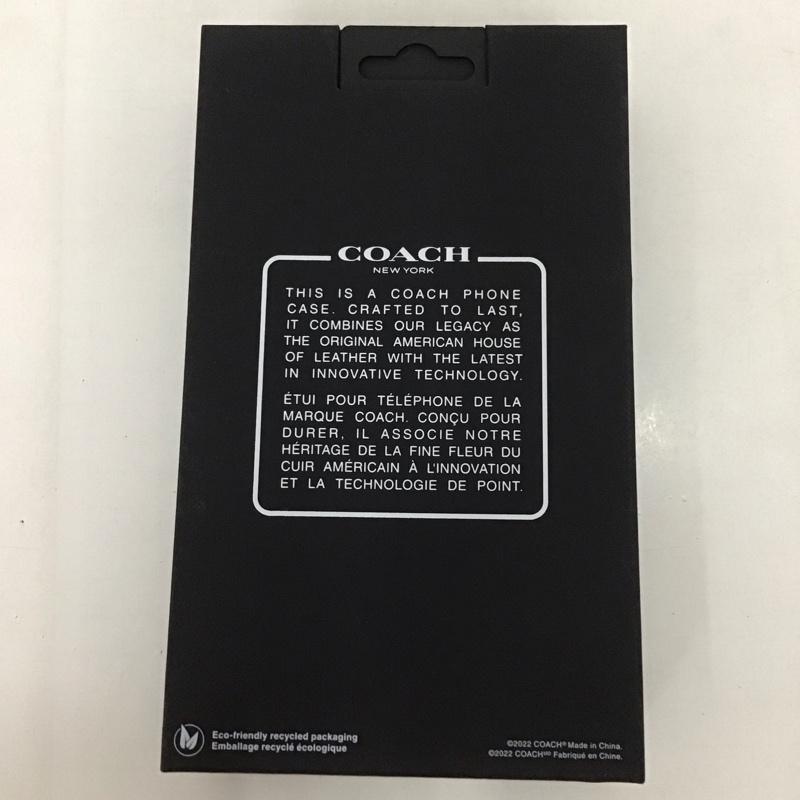 COACH
NEW YORK
THIS IS A COACH PHONE
CASE. CRAFTED TO LAST,
IT COMBINES OUR LEGACY AS
THE ORIGINAL AMERICAN HOUSE
OF LEATHER WITH THE LATEST
IN INNOVATIVE TECHNOLOGY.
ÉTUI POUR TÉLÉPHONE DE LA
MARQUE COACH. CONÇU POUR
DURER, IL ASSOCIE NOTRE
HÉRITAGE DE LA FINE FLEUR DU
CUIR AMÉRICAIN À L'INNOVATION
ET LA TECHNOLOGIE DE POINT.
Eco-friendly recycled packaging
Emballage recyclé écologique
©2022 COACH® Made in China.
©2022 COACHᴹᴰ Fabriqué en Chine.